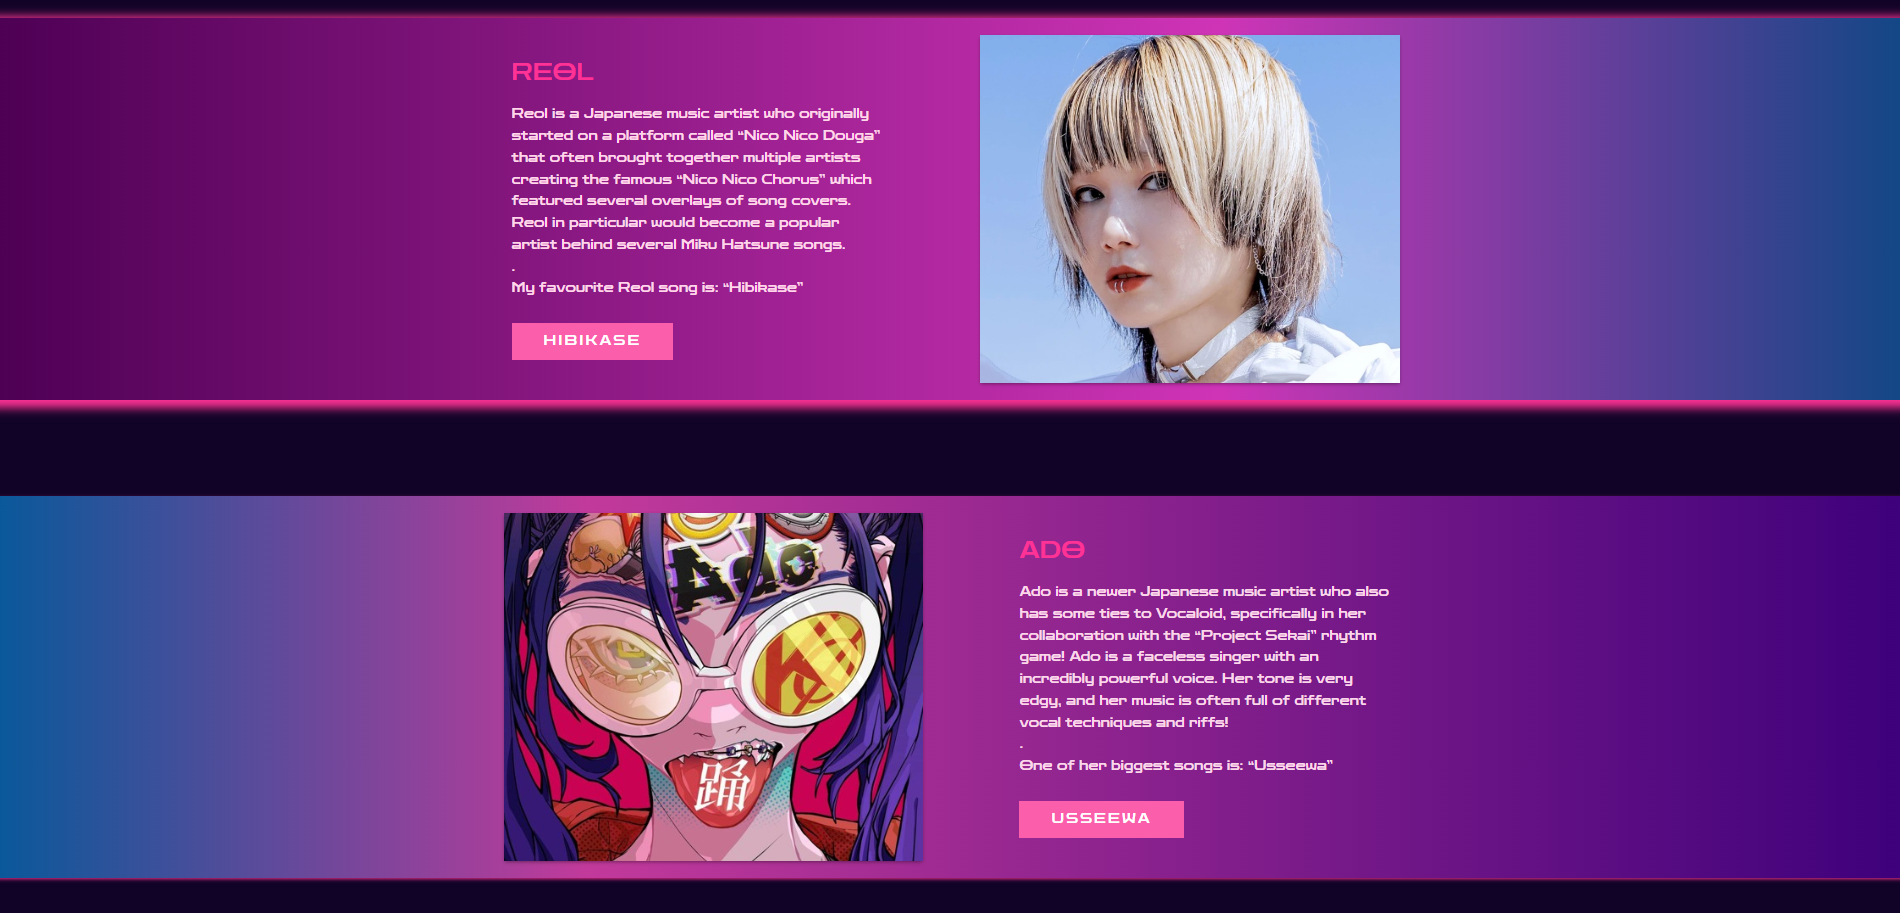 REOL
Reol is a Japanese music artist who originally
started on a platform called “Nico Nico Douga”
that often brought together multiple artists
creating the famous “Nico Nico Chorus” which
featured several overlays of song covers.
Reol in particular would become a popular
artist behind several Miku Hatsune songs.
.
My favourite Reol song is: “Hibikase”
HIBIKASE
Ado
踊
ADO
Ado is a newer Japanese music artist who also
has some ties to Vocaloid, specifically in her
collaboration with the “Project Sekai” rhythm
game! Ado is a faceless singer with an
incredibly powerful voice. Her tone is very
edgy, and her music is often full of different
vocal techniques and riffs!
.
One of her biggest songs is: “Usseewa”
USSEEWA